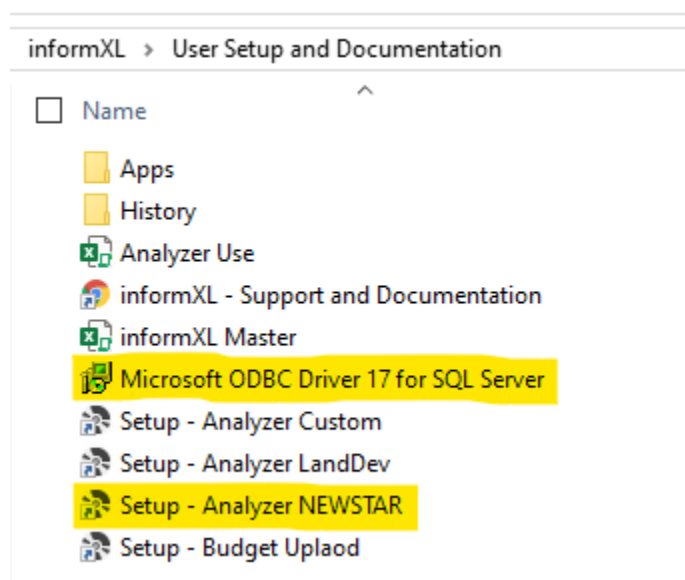 informXL > User Setup and Documentation
Name
Apps
History
Analyzer Use
informXL - Support and Documentation
informXL Master
Microsoft ODBC Driver 17 for SQL Server
Setup - Analyzer Custom
Setup - Analyzer LandDev
Setup - Analyzer NEWSTAR
Setup - Budget Uplaod